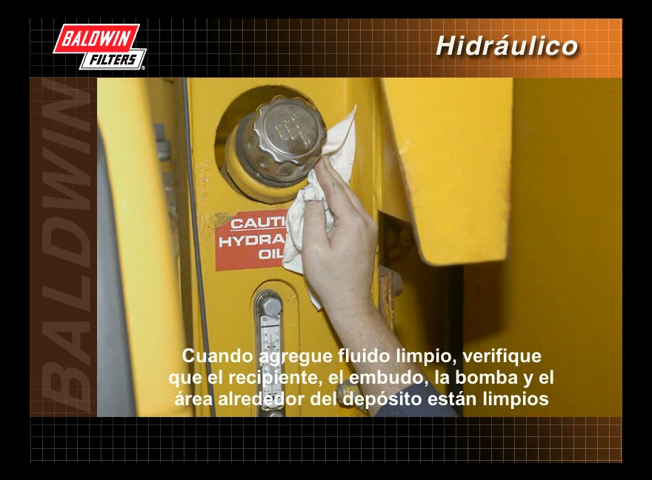 BALDWIN
FILTERS
Hidráulico
BALDWIN
CAUTI
HYDRA
OIL
Cuando agregue fluido limpio, verifique
que el recipiente, el embudo, la bomba y el
área alrededor del depósito están limpios